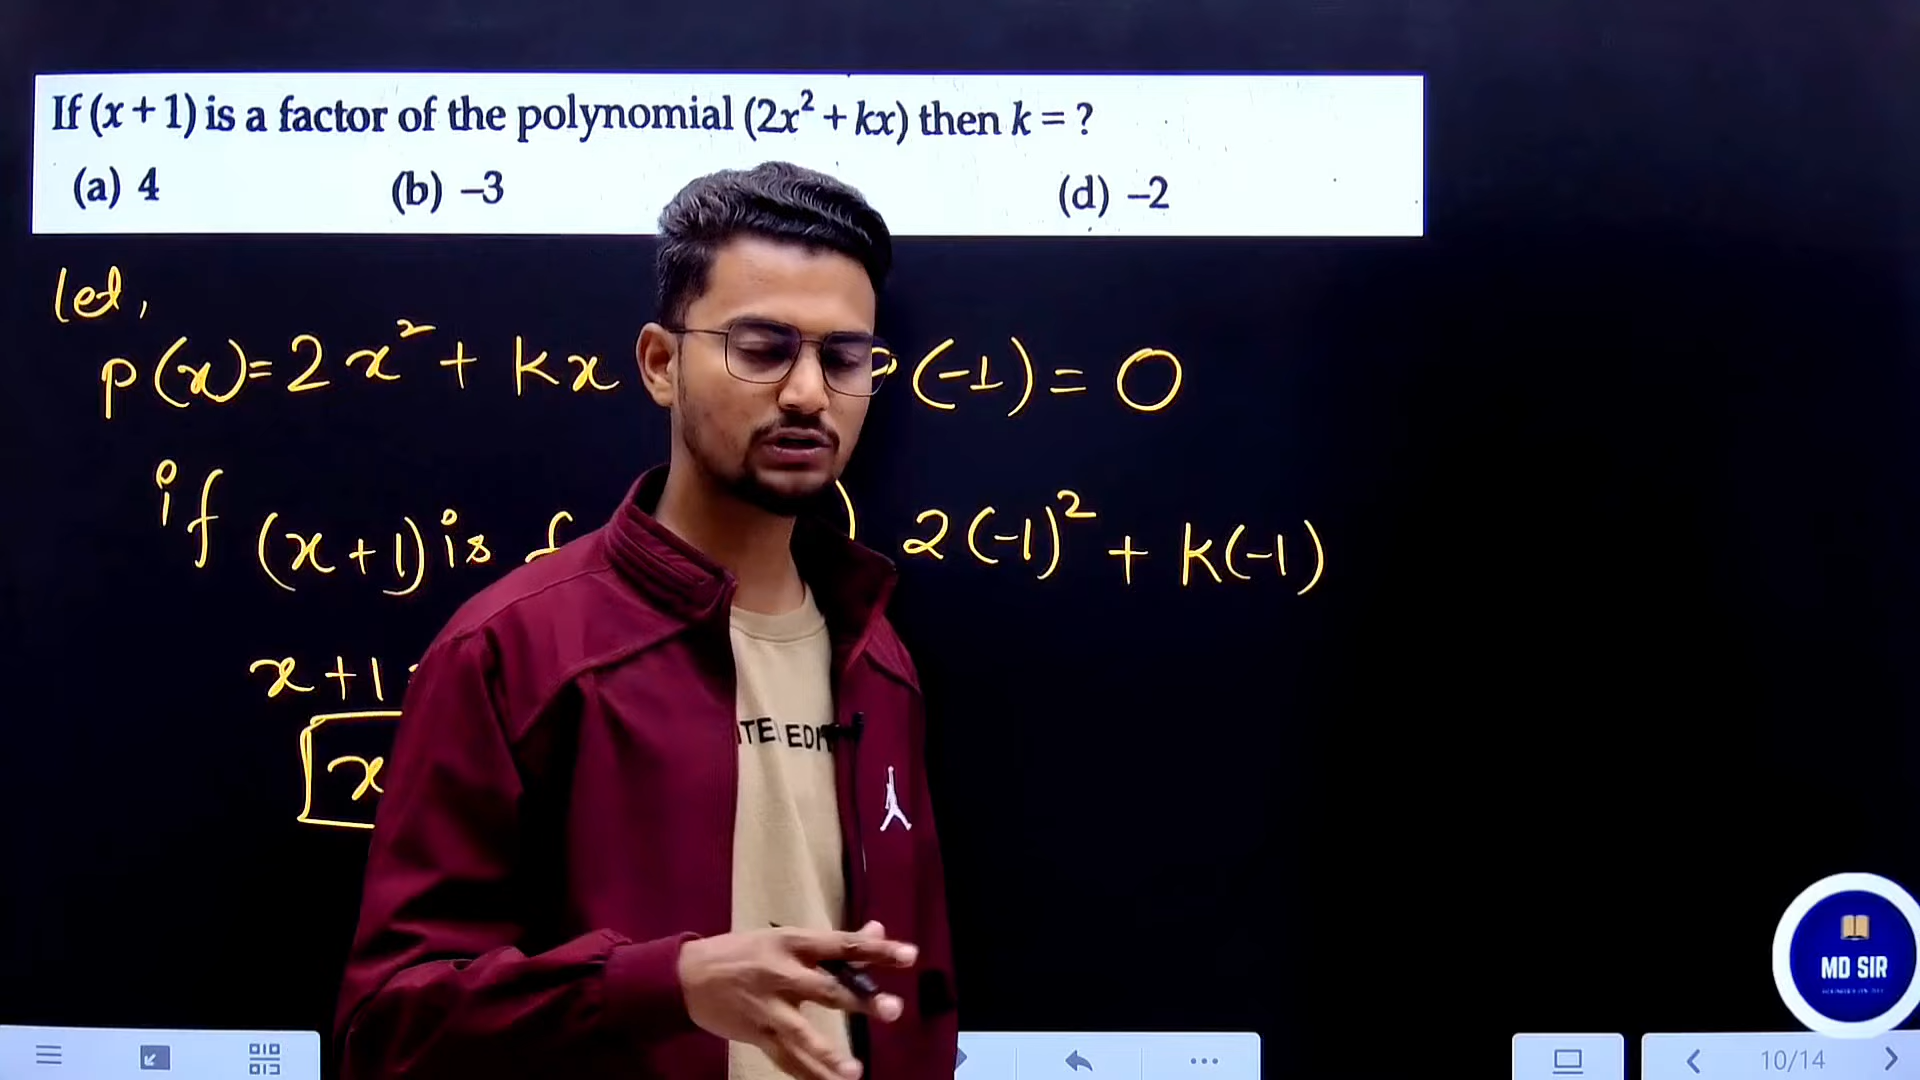 If (x + 1) is a factor of the polynomial (2x² + kx) then k = ?
(a) 4 (b) –3 (d) –2
let,
p(x)= 2x² + kx (-1) = 0
if (x+1) is 2(-1)² + k(-1)
x+1
x
EDI
MD SIR
10/14